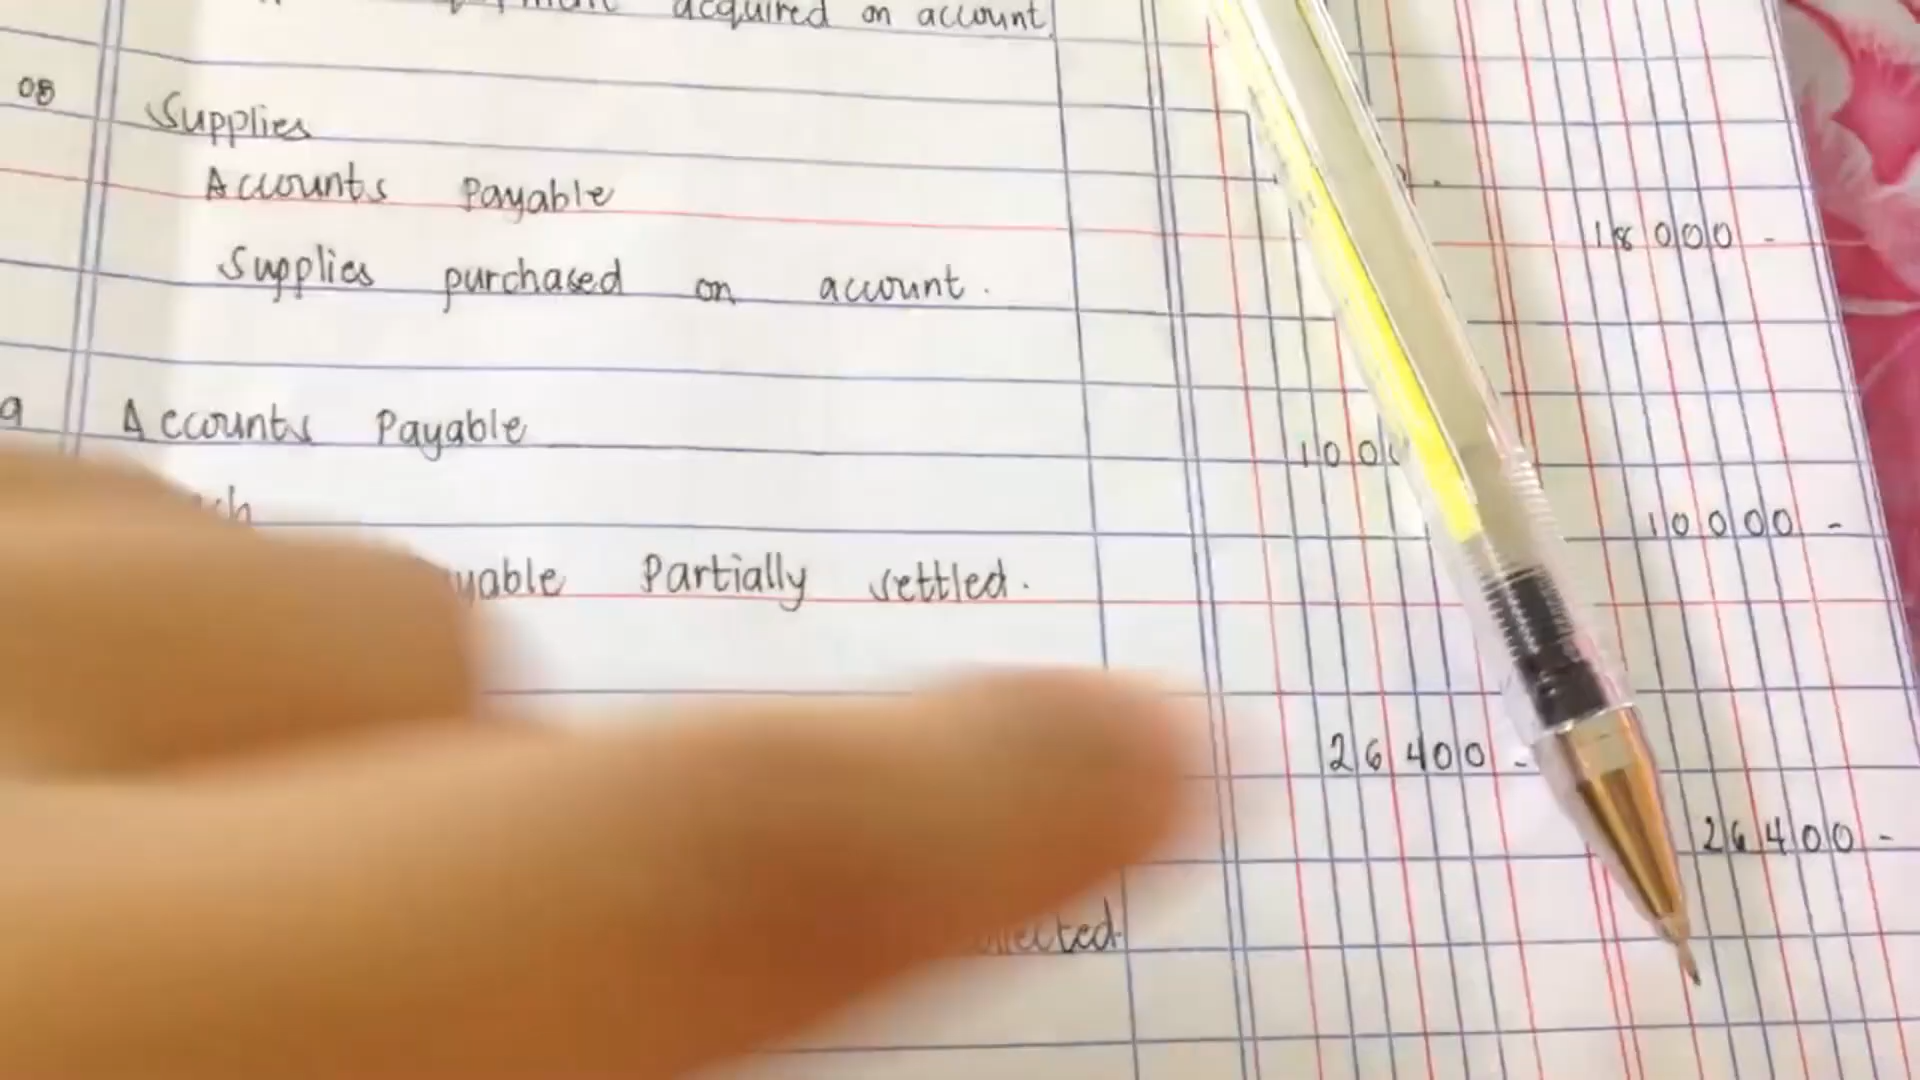 acquired on account
08 Supplies
Accounts Payable 18000 -
Supplies purchased on account.
9 Accounts Payable
10000 -
Partially settled.
26400 -
26400 -